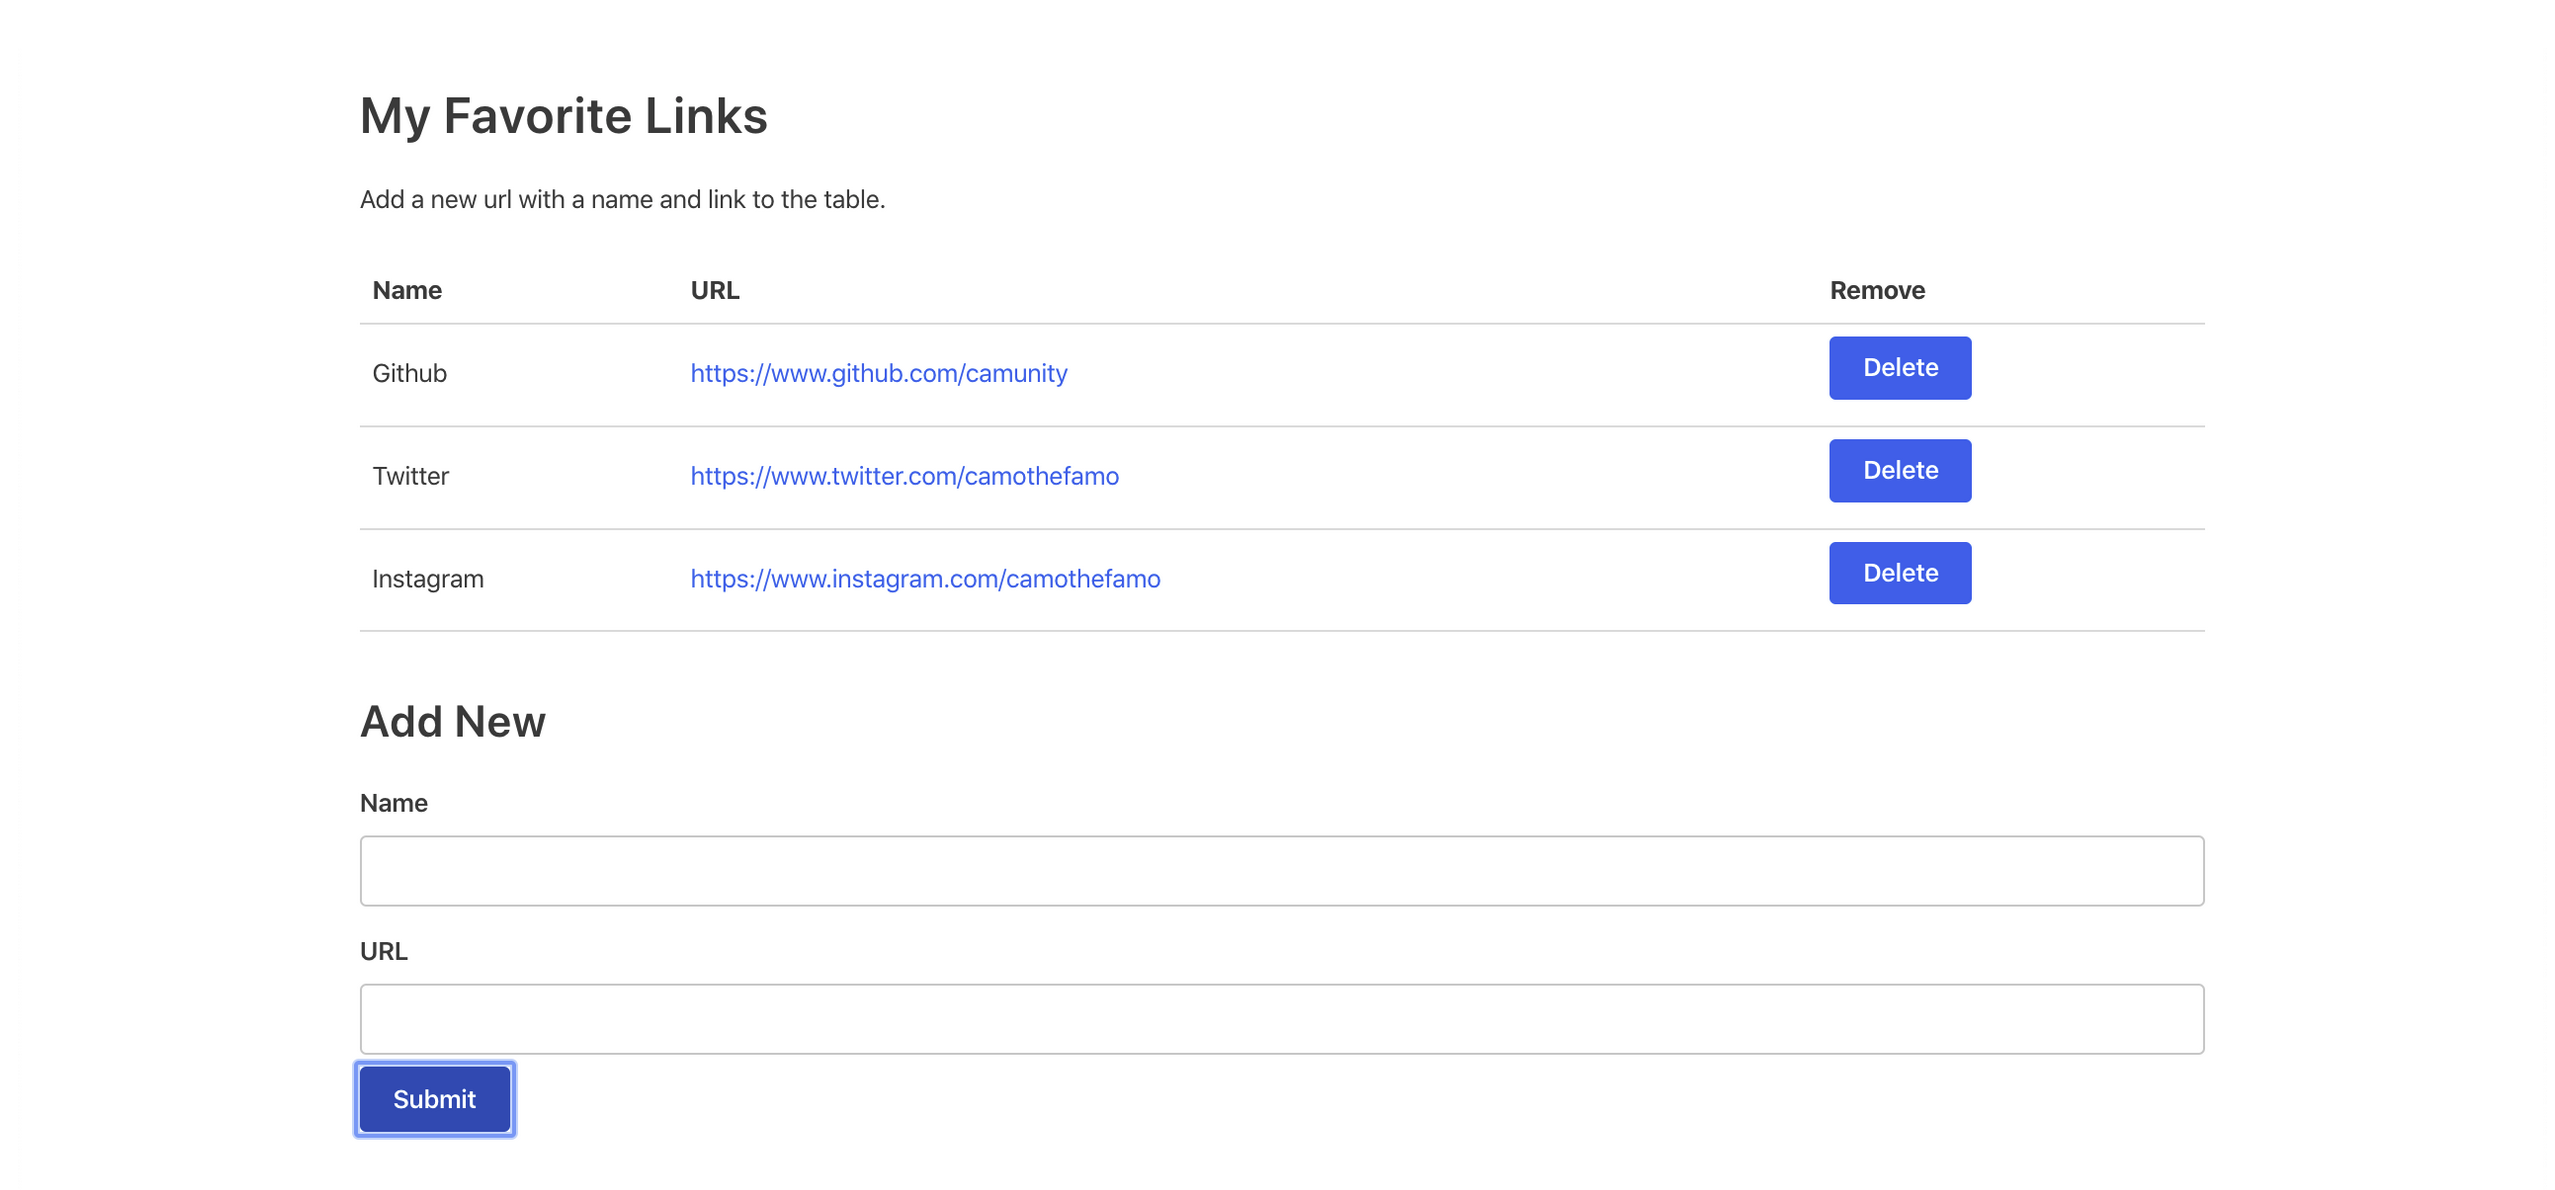 My Favorite Links
Add a new url with a name and link to the table.
Name URL Remove
Github https://www.github.com/camunity Delete
Twitter https://www.twitter.com/camothefamo Delete
Instagram https://www.instagram.com/camothefamo Delete
Add New
Name
URL
Submit